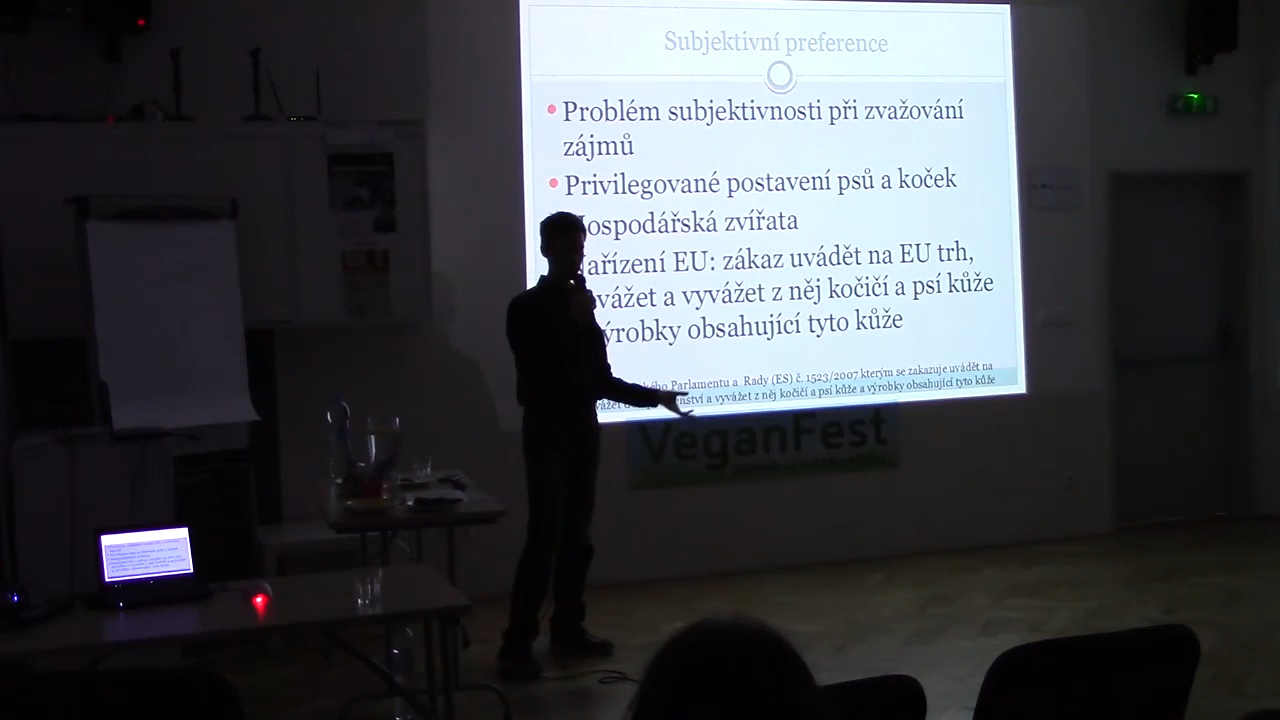 Subjektivní preference
Problém subjektivnosti při zvažování
zájmů
Privilegované postavení psů a koček
ospodářská zvířata
ařízení EU: zákaz uvádět na EU trh,
vážet a vyvážet z něj kočičí a psí kůže
ýrobky obsahující tyto kůže
kého Parlamentu a Rady (ES) č. 1523/2007 kterým se zakazuje uvádět na
a vyvážet z něj kočičí a psí kůže a výrobky obsahující tyto kůže
VeganFest